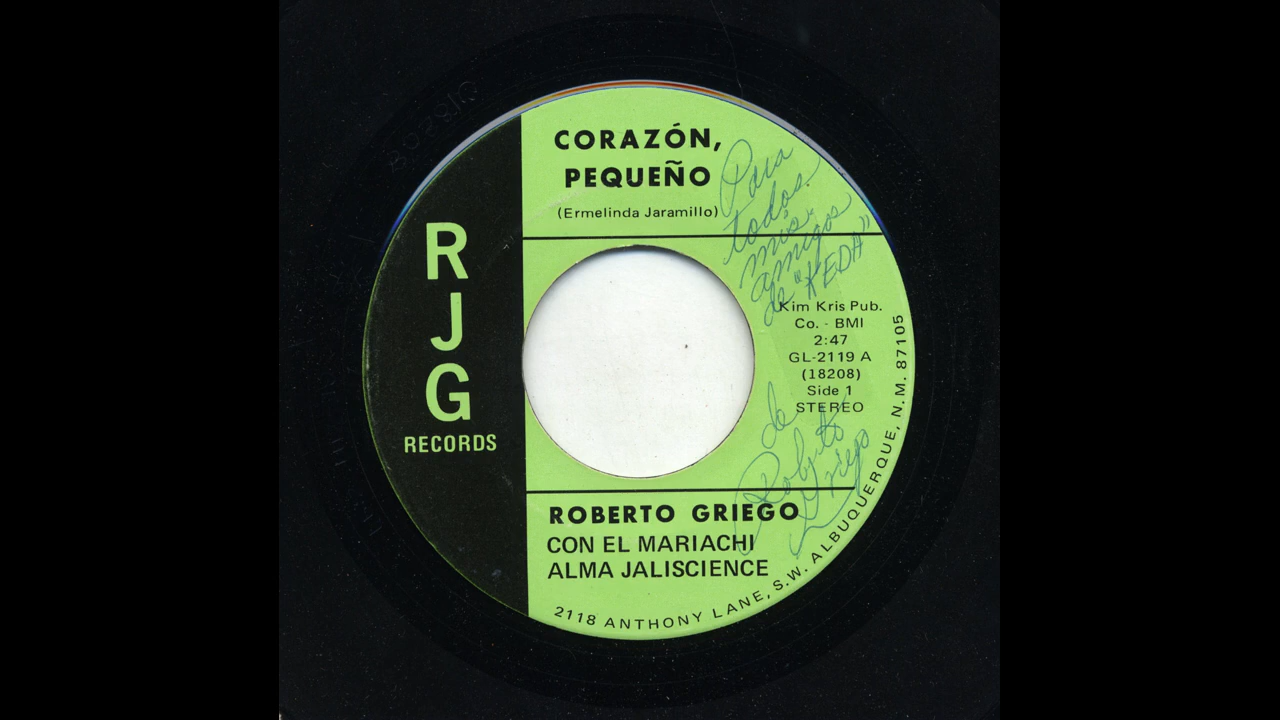 CORAZÓN,
PEQUEÑO
(Ermelinda Jaramillo)
Para
todos
mis
amigos
de "KEDA"
R
J
G
RECORDS
Kim Kris Pub.
Co. - BMI
2:47
GL-2119 A
(18208)
Side 1
STEREO
de
Roberto
Griego
ROBERTO GRIEGO
CON EL MARIACHI
ALMA JALISCIENCE
2118 ANTHONY LANE, S.W. ALBUQUERQUE, N.M. 87105